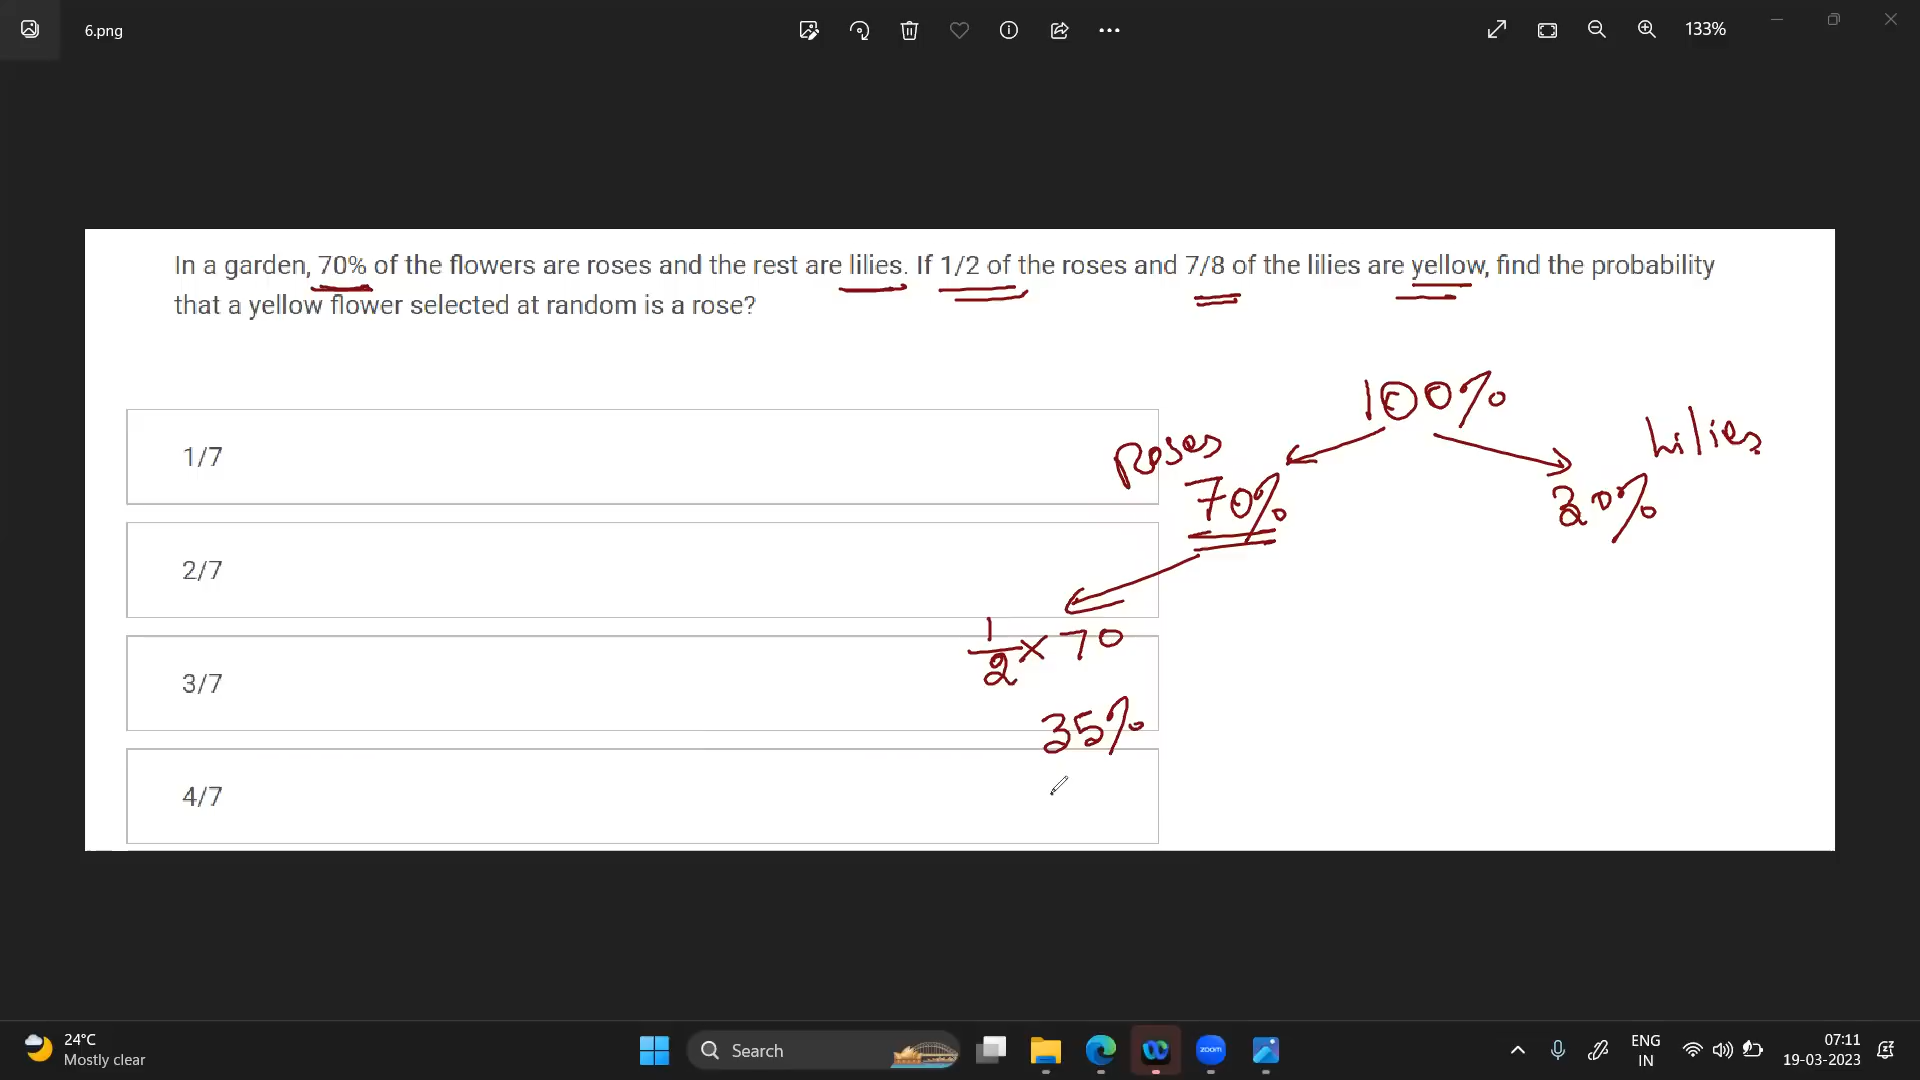 6.png
133%
In a garden, 70% of the flowers are roses and the rest are lilies. If 1/2 of the roses and 7/8 of the lilies are yellow, find the probability
that a yellow flower selected at random is a rose?
100%
Roses
Lilies
70%
30%
1/7
2/7
1/2 × 70
3/7
35%
4/7
24°C
Mostly clear
Search
zoom
ENG
IN
07:11
19-03-2023